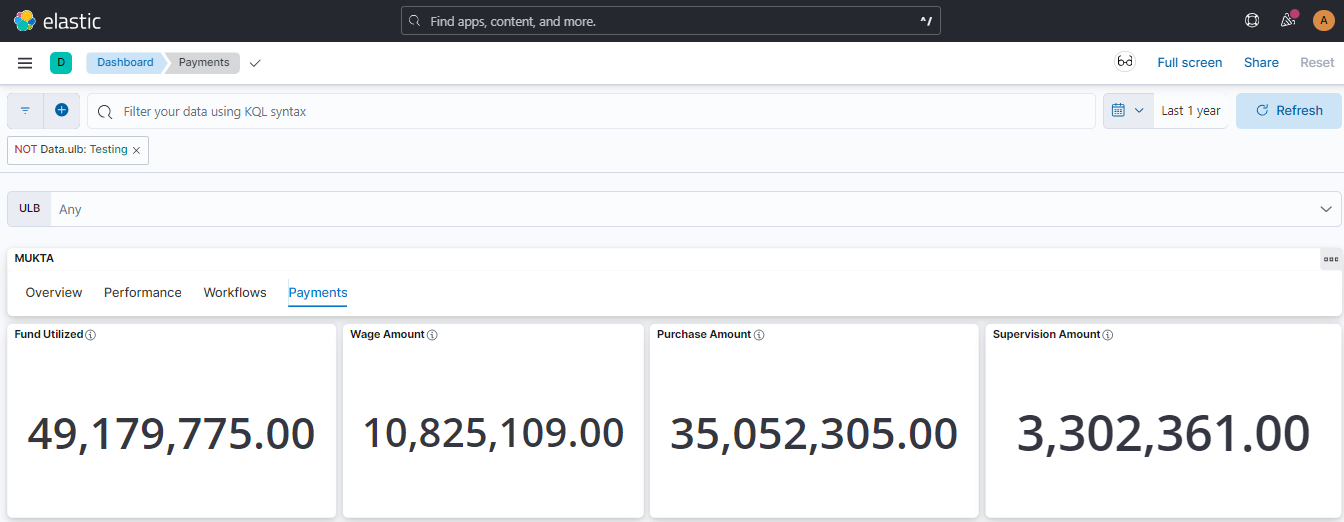 elastic
Find apps, content, and more.
^/
A
D
Dashboard
Payments
Full screen
Share
Reset
Filter your data using KQL syntax
Last 1 year
Refresh
NOT Data.ulb: Testing ×
ULB
Any
MUKTA
Overview
Performance
Workflows
Payments
Fund Utilized
Wage Amount
Purchase Amount
Supervision Amount
49,179,775.00
10,825,109.00
35,052,305.00
3,302,361.00